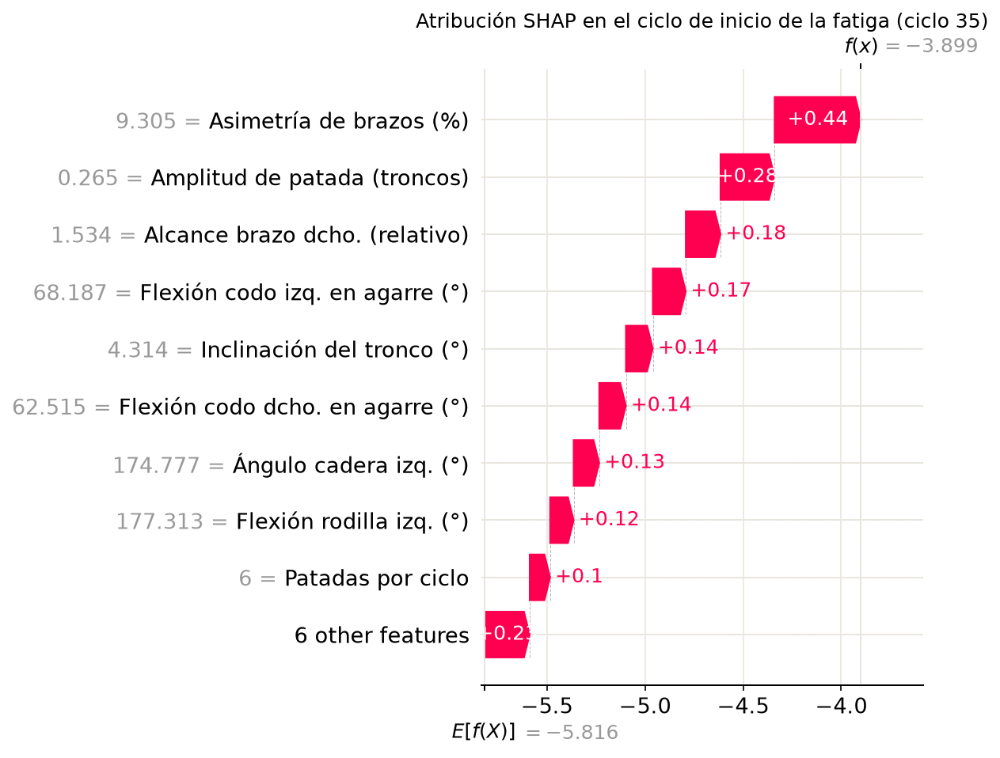 Atribución SHAP en el ciclo de inicio de la fatiga (ciclo 35)
f(x) = −3.899
9.305 = Asimetría de brazos (%)
+0.44
0.265 = Amplitud de patada (troncos)
+0.28
1.534 = Alcance brazo dcho. (relativo)
+0.18
68.187 = Flexión codo izq. en agarre (°)
+0.17
4.314 = Inclinación del tronco (°)
+0.14
62.515 = Flexión codo dcho. en agarre (°)
+0.14
174.777 = Ángulo cadera izq. (°)
+0.13
177.313 = Flexión rodilla izq. (°)
+0.12
6 = Patadas por ciclo
+0.1
6 other features
+0.23
−5.5 −5.0 −4.5 −4.0
E[f(X)] = −5.816